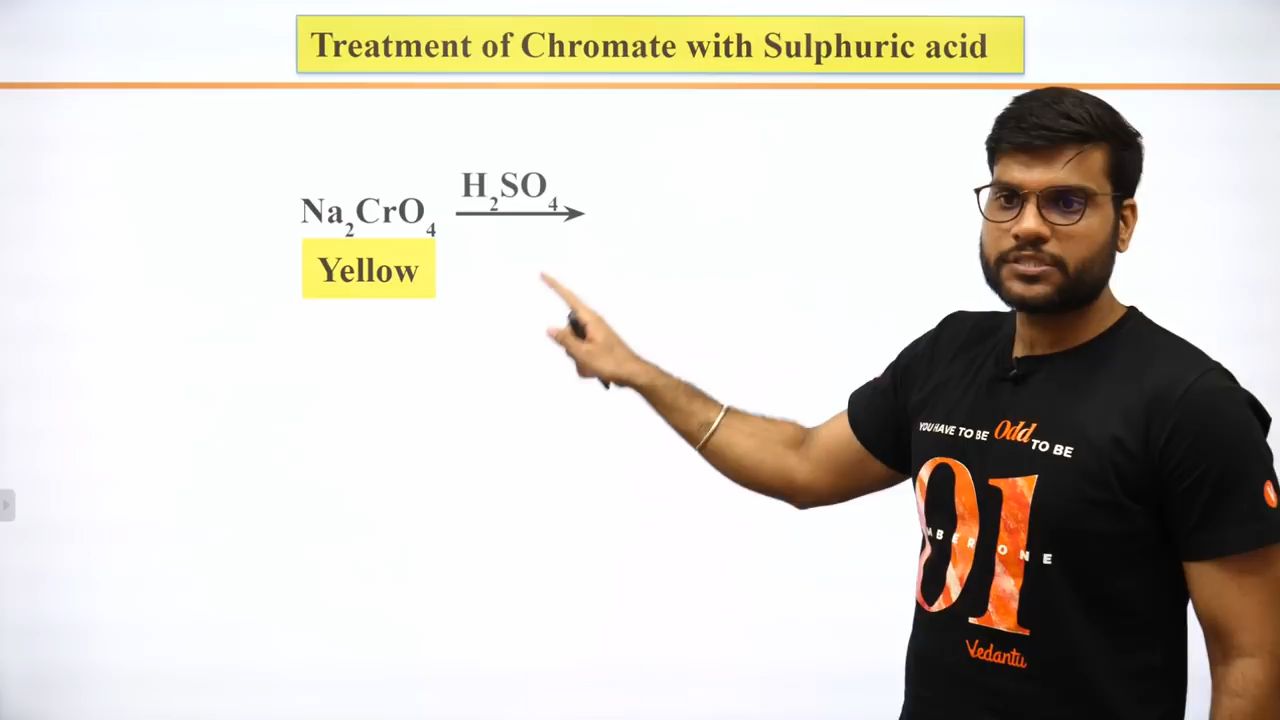 Treatment of Chromate with Sulphuric acid
H₂SO₄
Na₂CrO₄
Yellow
YOU HAVE TO BE Odd TO BE
01
Vedantu